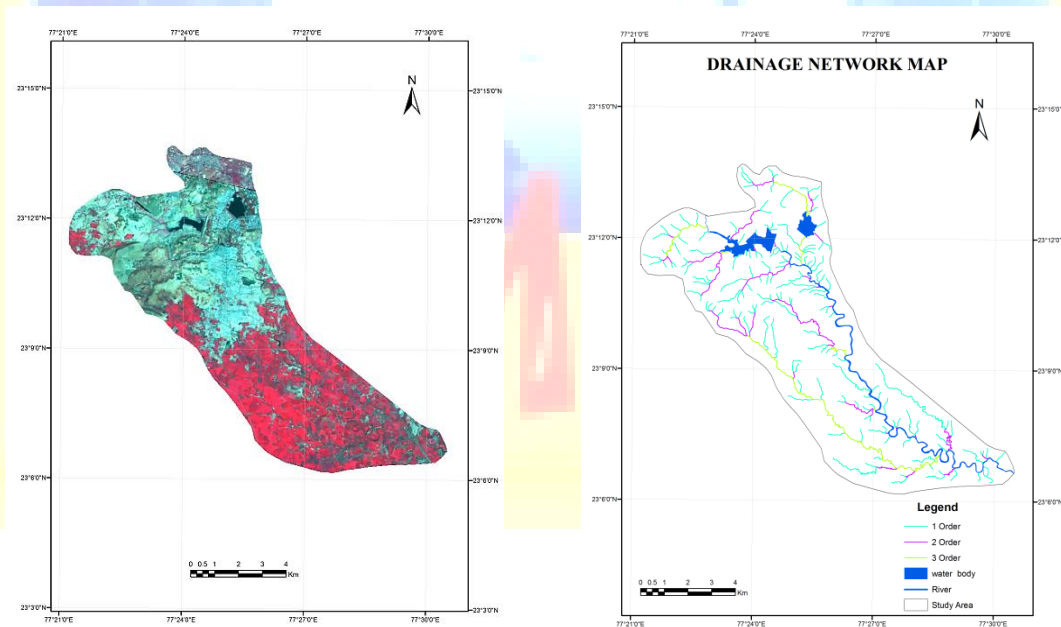 77°21'0"E 77°24'0"E 77°27'0"E 77°30'0"E
N
23°15'0"N 23°15'0"N
23°12'0"N 23°12'0"N
23°9'0"N 23°9'0"N
23°6'0"N 23°6'0"N
23°3'0"N 23°3'0"N
0 0.5 1 2 3 4
Km
77°21'0"E 77°24'0"E 77°27'0"E 77°30'0"E
77°21'0"E 77°24'0"E 77°27'0"E 77°30'0"E
DRAINAGE NETWORK MAP
N
23°15'0"N 23°15'0"N
23°12'0"N 23°12'0"N
23°9'0"N 23°9'0"N
23°6'0"N 23°6'0"N
Legend
1 Order
2 Order
3 Order
water body
River
Study Area
0 0.5 1 2 3 4
Km
77°21'0"E 77°24'0"E 77°27'0"E 77°30'0"E